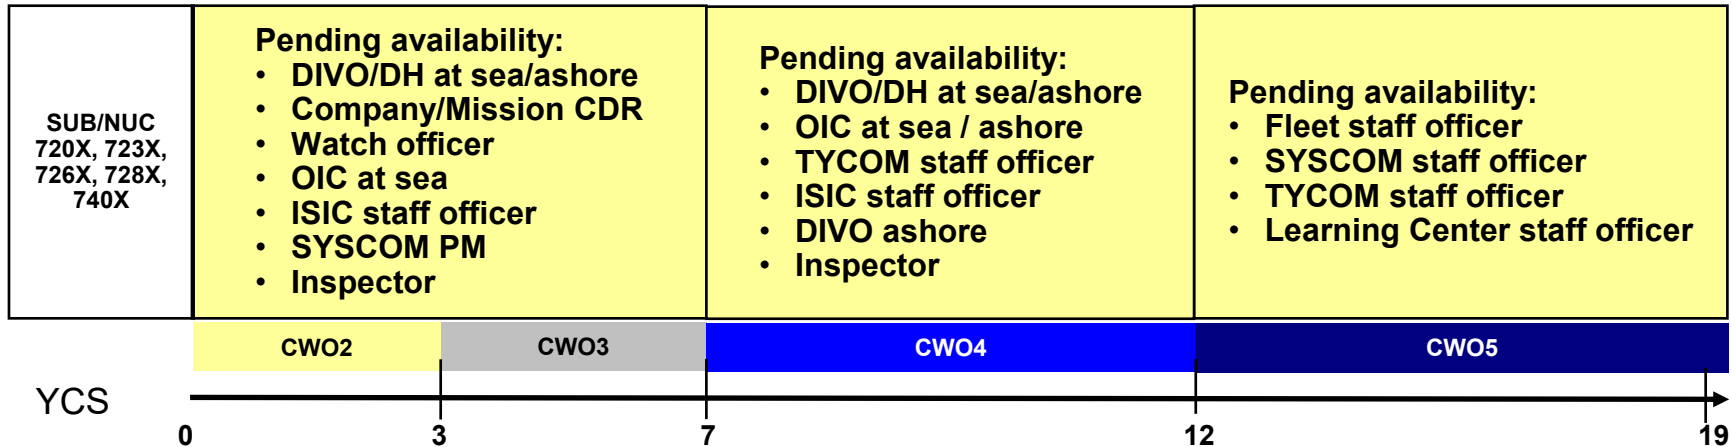 SUB/NUC
720X, 723X,
726X, 728X,
740X
Pending availability:
• DIVO/DH at sea/ashore
• Company/Mission CDR
• Watch officer
• OIC at sea
• ISIC staff officer
• SYSCOM PM
• Inspector
Pending availability:
• DIVO/DH at sea/ashore
• OIC at sea / ashore
• TYCOM staff officer
• ISIC staff officer
• DIVO ashore
• Inspector
Pending availability:
• Fleet staff officer
• SYSCOM staff officer
• TYCOM staff officer
• Learning Center staff officer
CWO2 CWO3 CWO4 CWO5
YCS
0 3 7 12 19